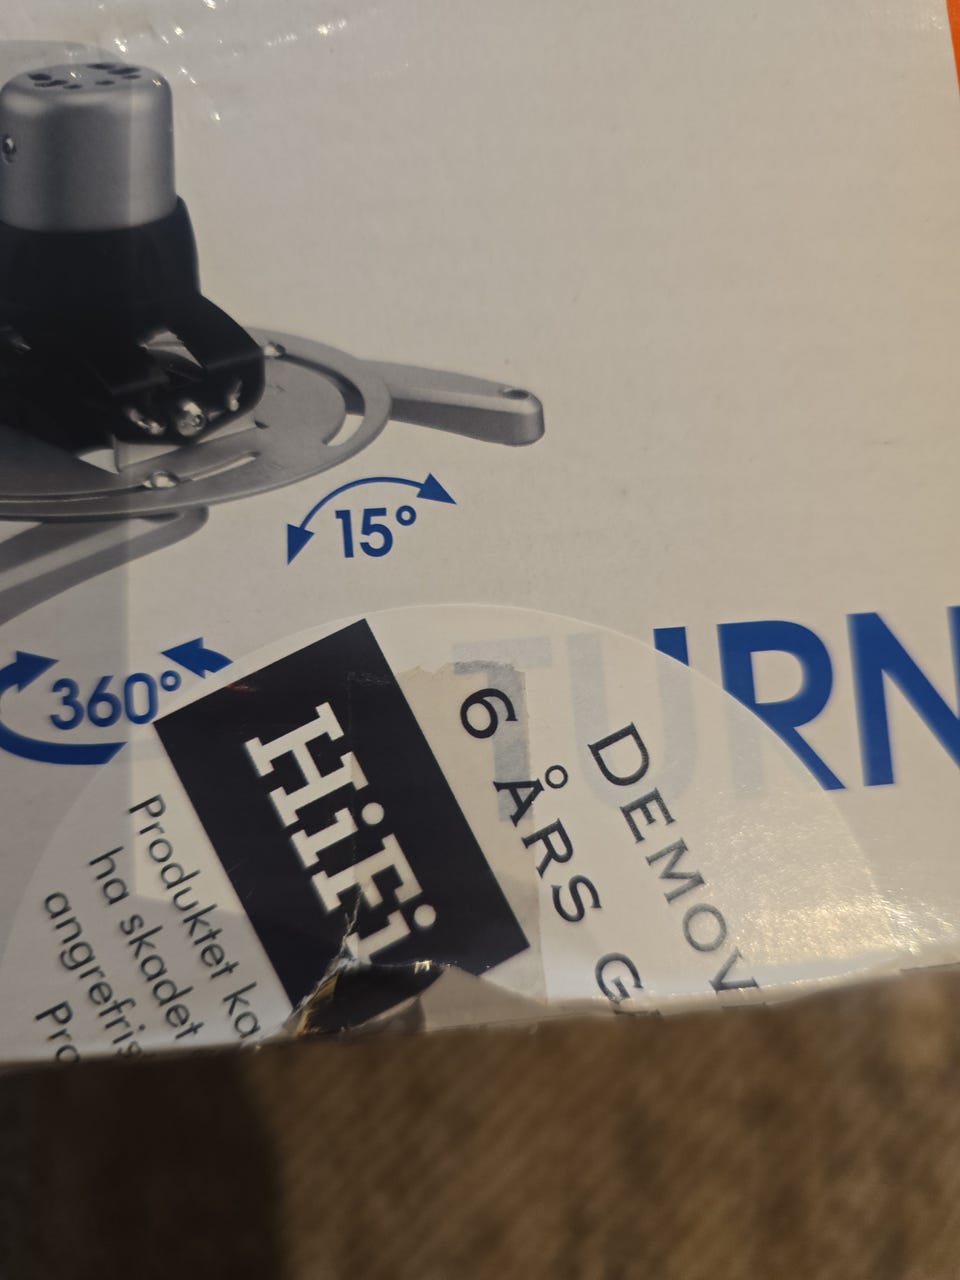 15°
360°
TURN
DEMOV
6 ÅRS G
HiFi
Produktet ka
ha skadet
angrefris
Pro